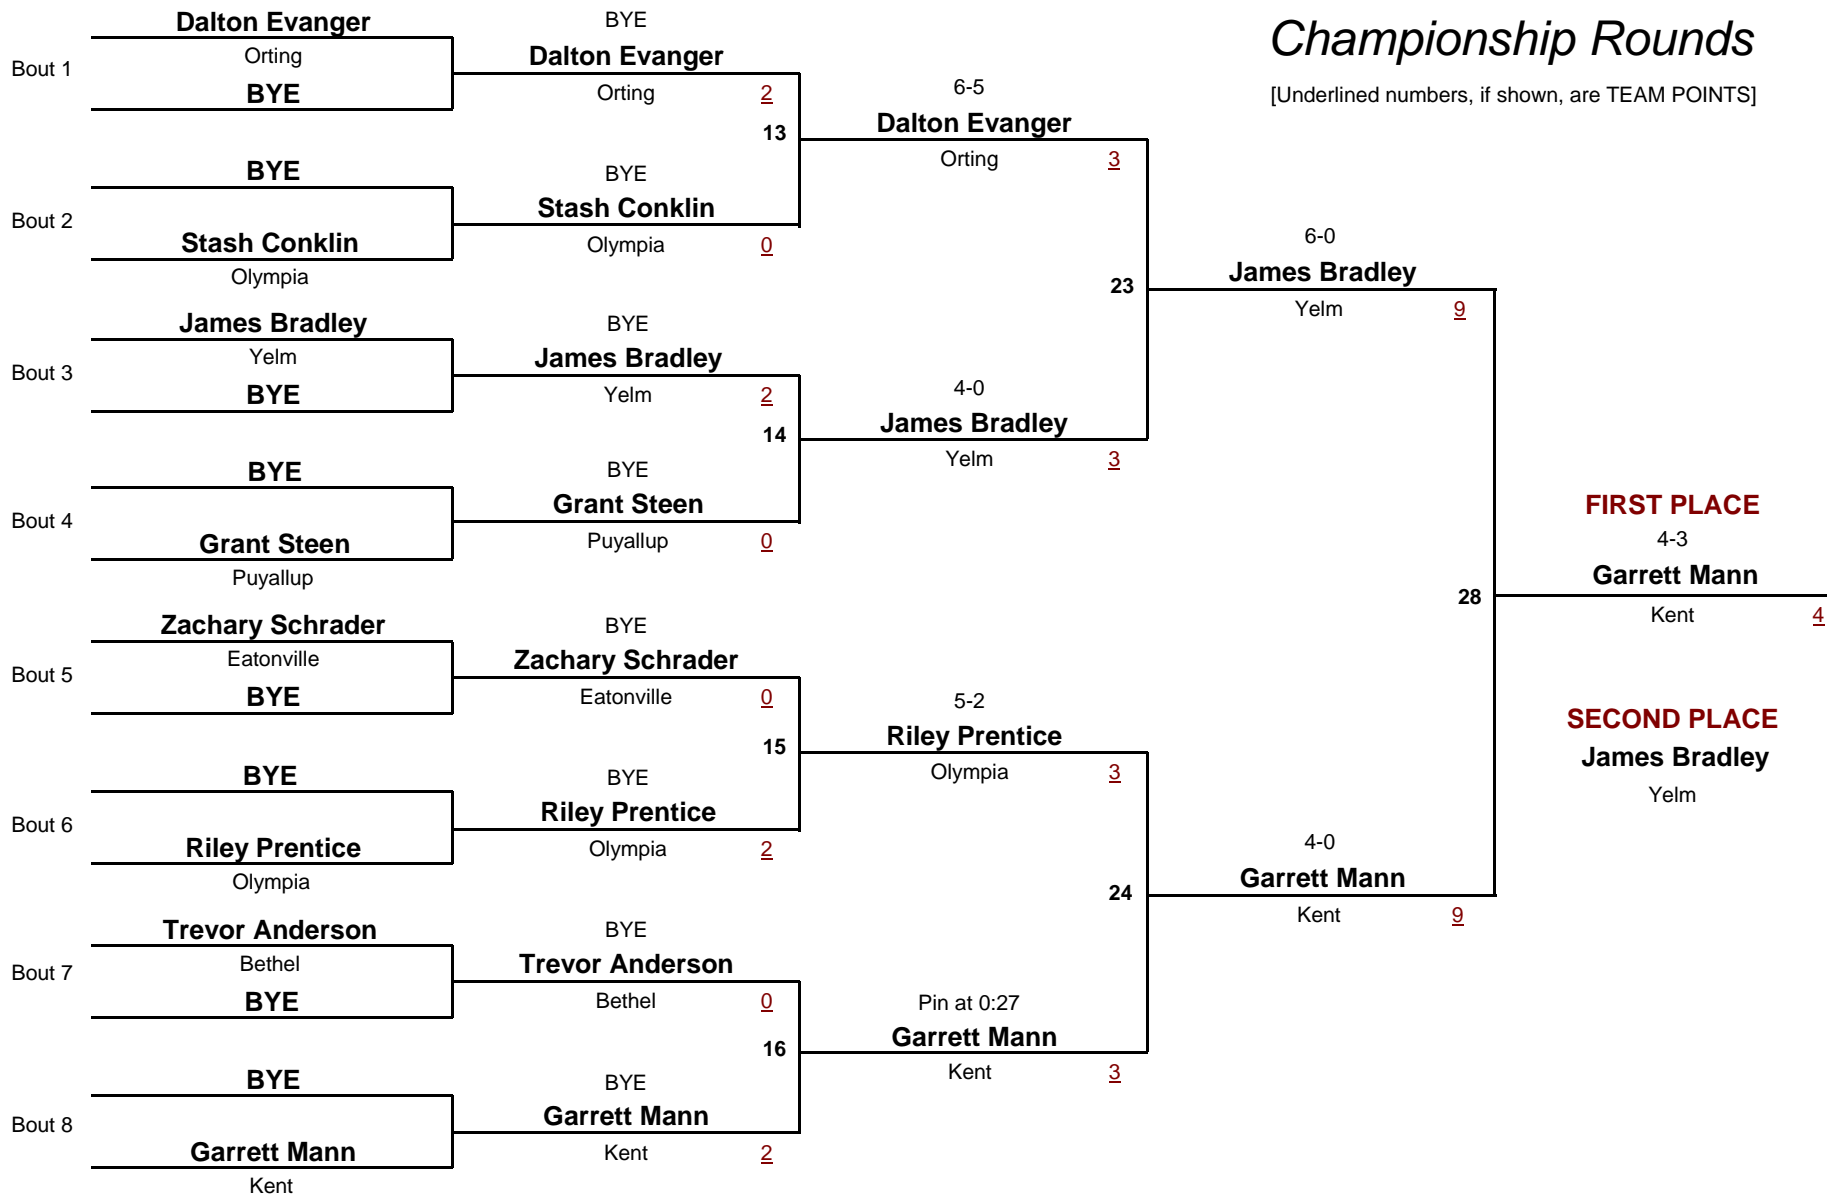 Championship Rounds
[Underlined numbers, if shown, are TEAM POINTS]
Bout 1
Dalton Evanger
Orting
BYE
Bout 2
BYE
Stash Conklin
Olympia
Bout 3
James Bradley
Yelm
BYE
Bout 4
BYE
Grant Steen
Puyallup
Bout 5
Zachary Schrader
Eatonville
BYE
Bout 6
BYE
Riley Prentice
Olympia
Bout 7
Trevor Anderson
Bethel
BYE
Bout 8
BYE
Garrett Mann
Kent
BYE
Dalton Evanger
Orting 2
13
BYE
Stash Conklin
Olympia 0
BYE
James Bradley
Yelm 2
14
BYE
Grant Steen
Puyallup 0
BYE
Zachary Schrader
Eatonville 0
15
BYE
Riley Prentice
Olympia 2
BYE
Trevor Anderson
Bethel 0
16
BYE
Garrett Mann
Kent 2
6-5
Dalton Evanger
Orting 3
23
4-0
James Bradley
Yelm 3
5-2
Riley Prentice
Olympia 3
24
Pin at 0:27
Garrett Mann
Kent 3
6-0
James Bradley
Yelm 9
28
4-0
Garrett Mann
Kent 9
FIRST PLACE
4-3
Garrett Mann
Kent 4
SECOND PLACE
James Bradley
Yelm